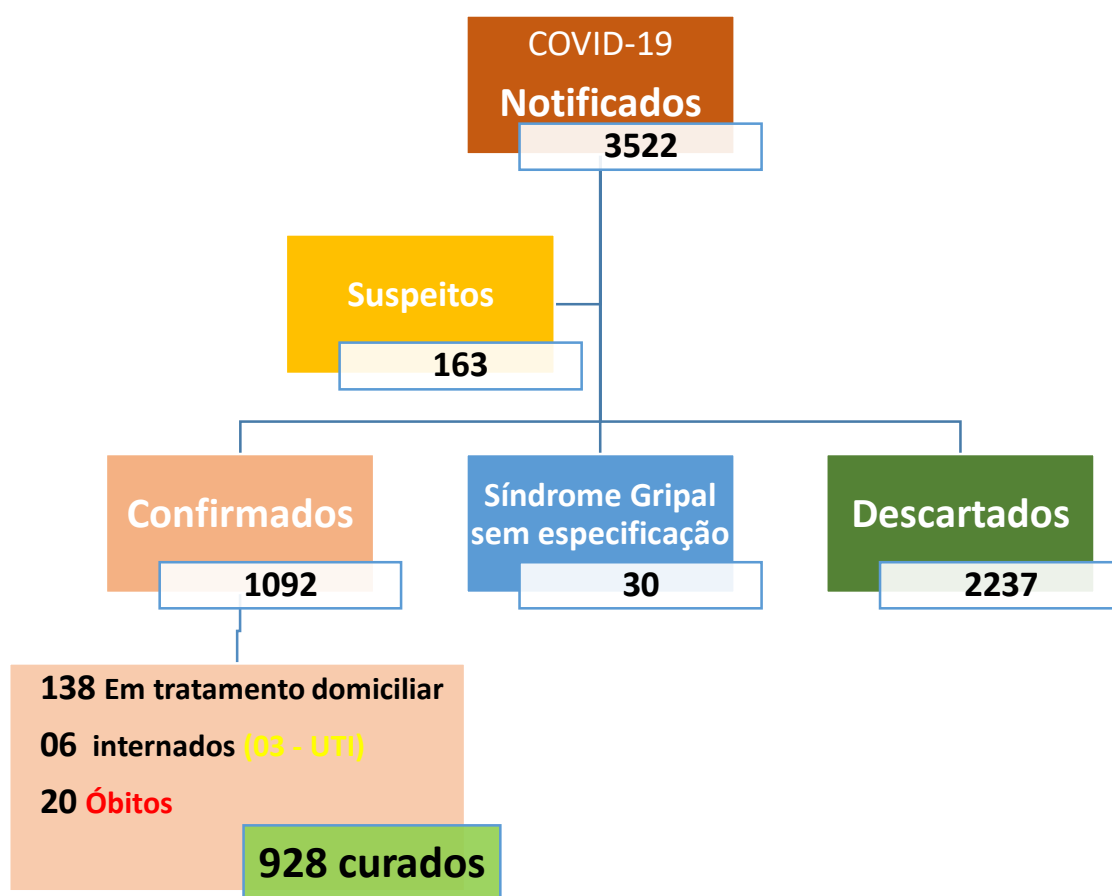 COVID-19
Notificados
3522
Suspeitos
163
Confirmados
1092
Síndrome Gripal
sem especificação
30
Descartados
2237
138 Em tratamento domiciliar
06 internados (03 - UTI)
20 Óbitos
928 curados